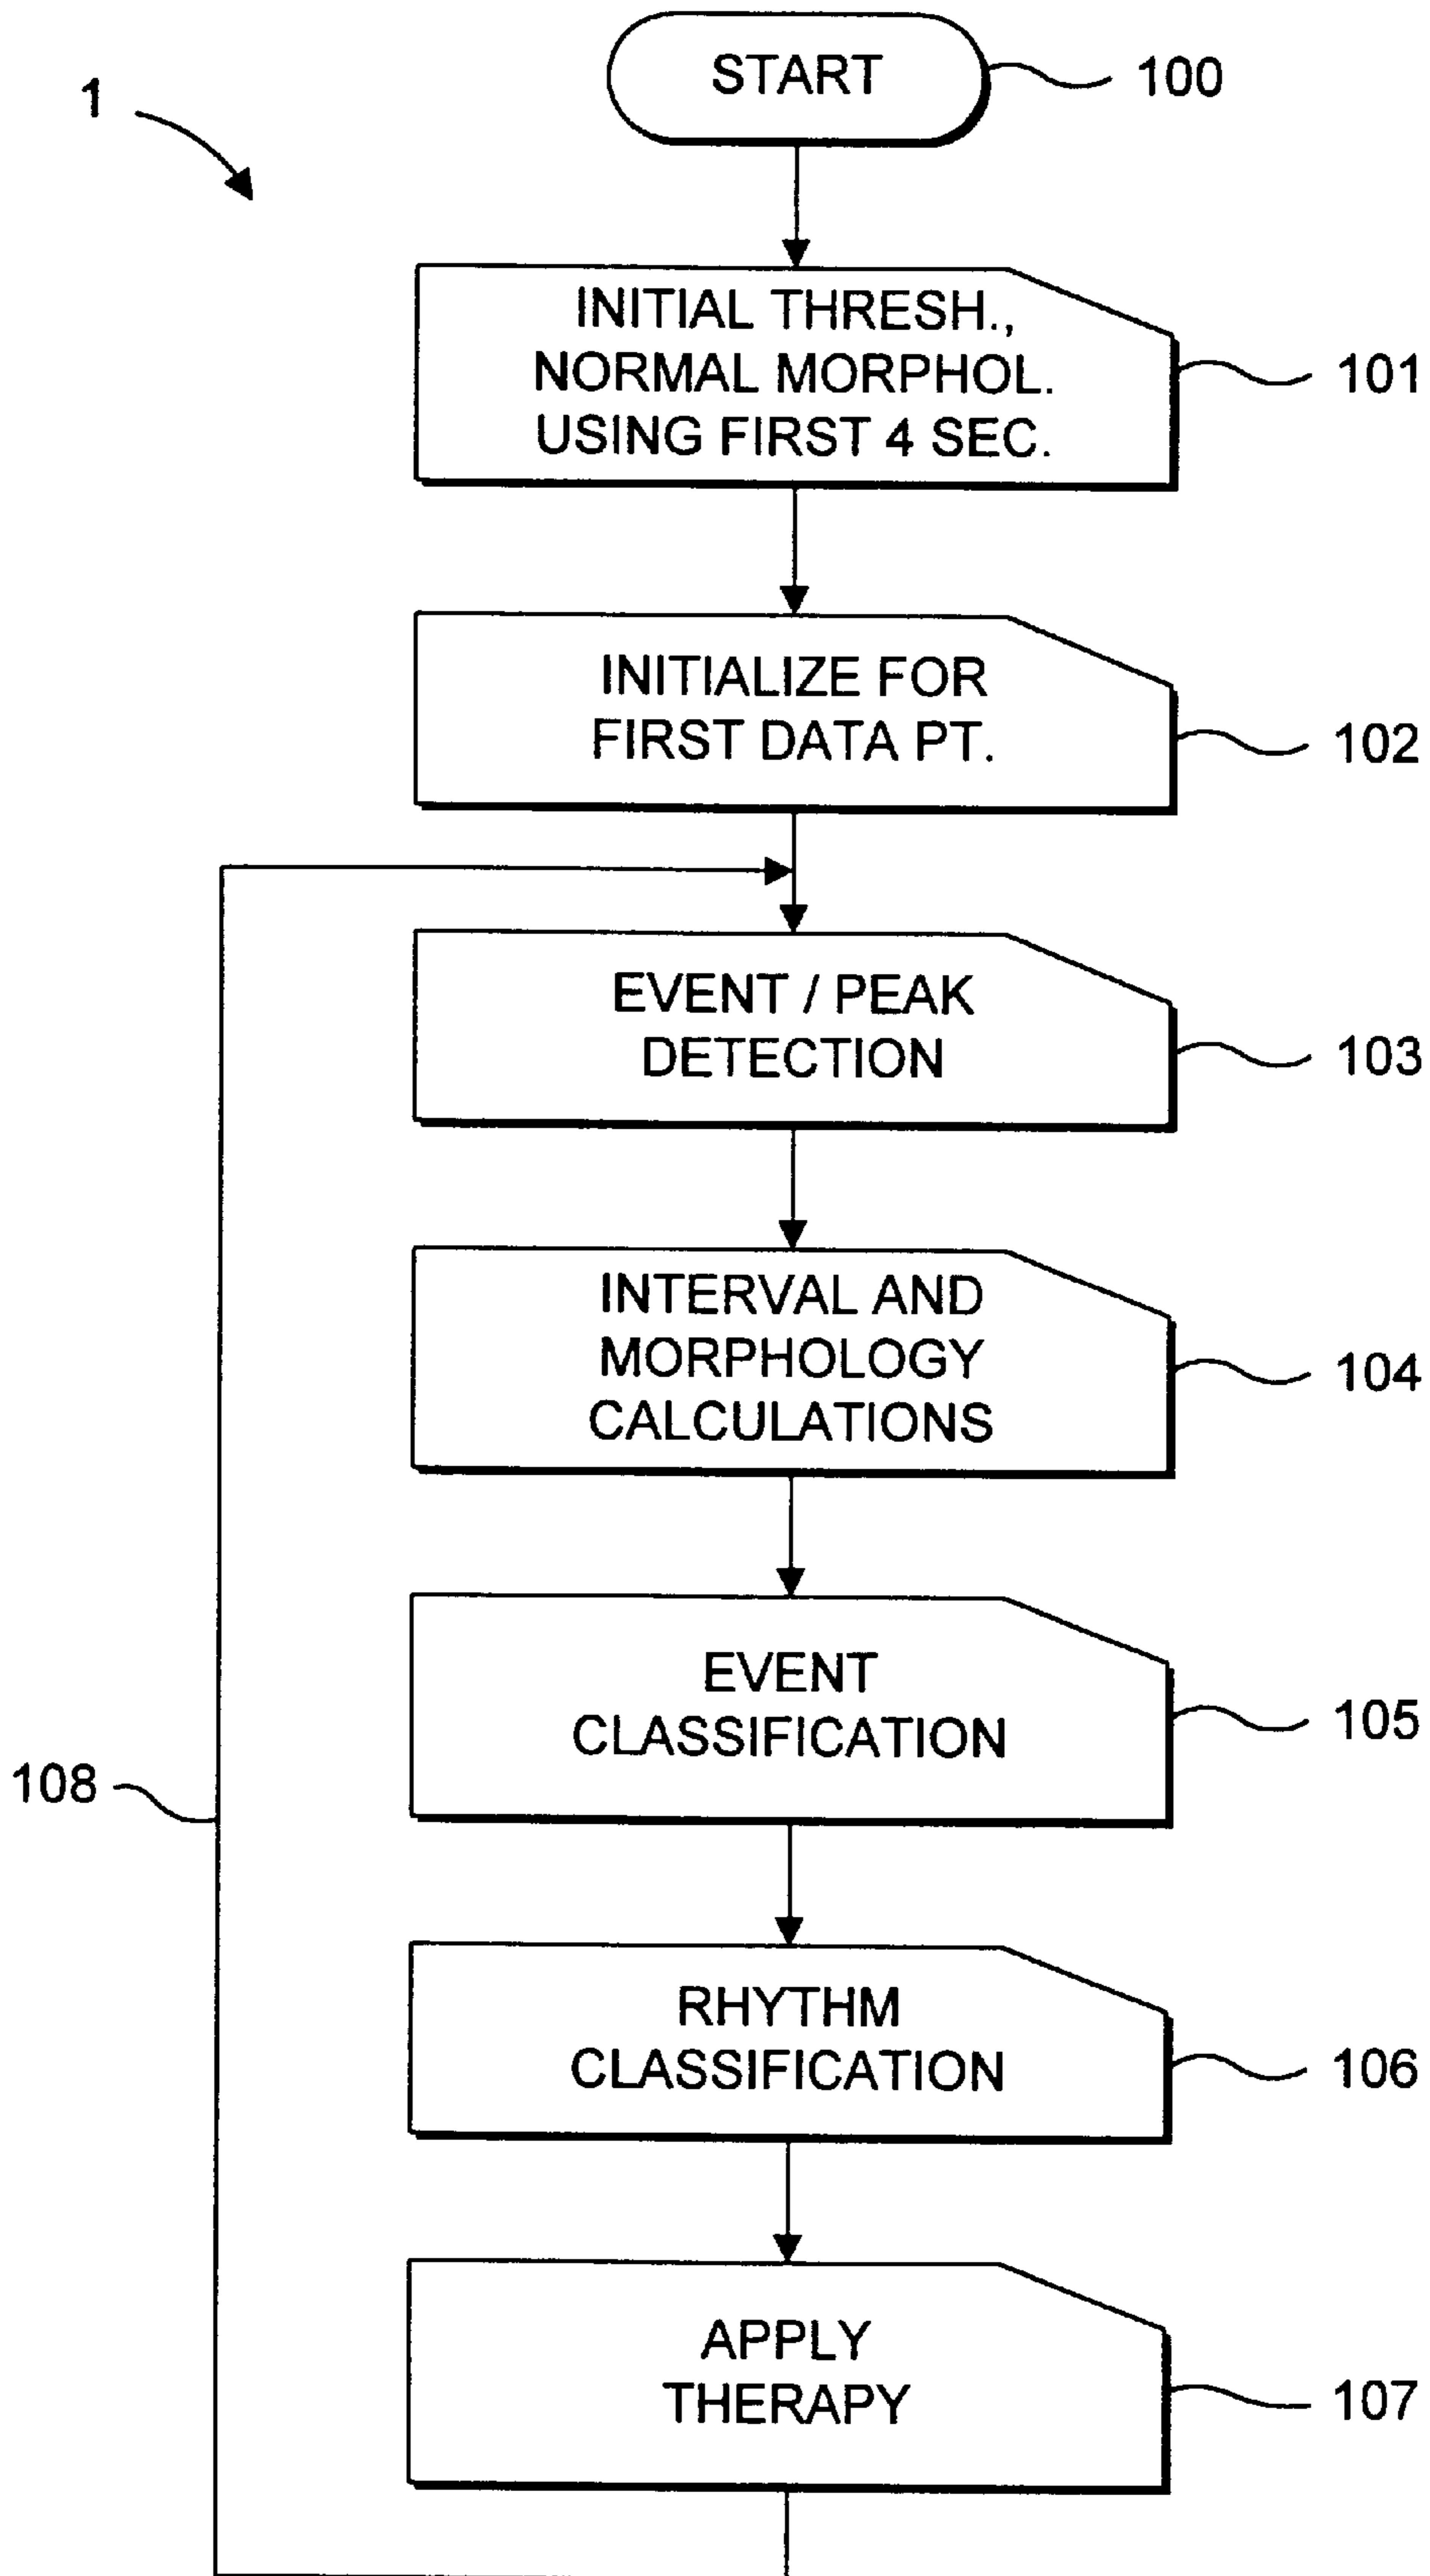 START
100
1
INITIAL THRESH.,
NORMAL MORPHOL.
USING FIRST 4 SEC.
101
INITIALIZE FOR
FIRST DATA PT.
102
EVENT / PEAK
DETECTION
103
INTERVAL AND
MORPHOLOGY
CALCULATIONS
104
EVENT
CLASSIFICATION
105
108
RHYTHM
CLASSIFICATION
106
APPLY
THERAPY
107